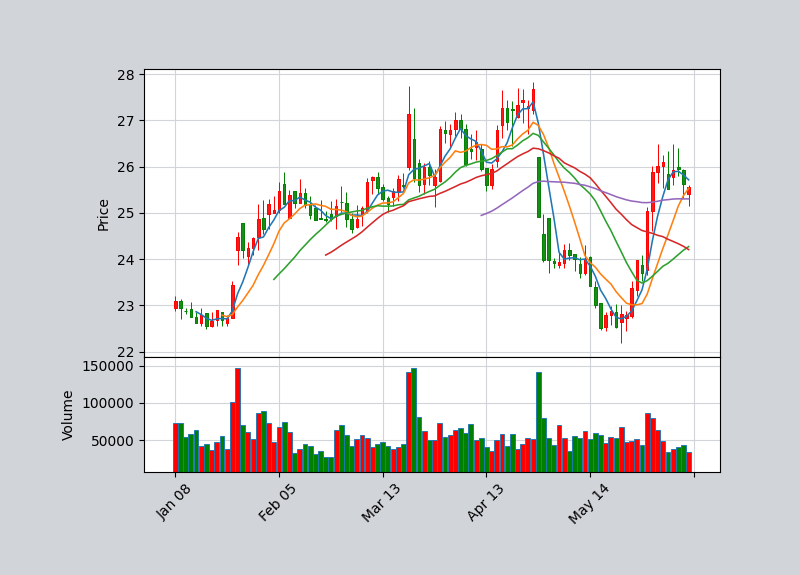 28
27
26
25
24
23
22
Price
150000
100000
50000
Volume
Jan 08
Feb 05
Mar 13
Apr 13
May 14